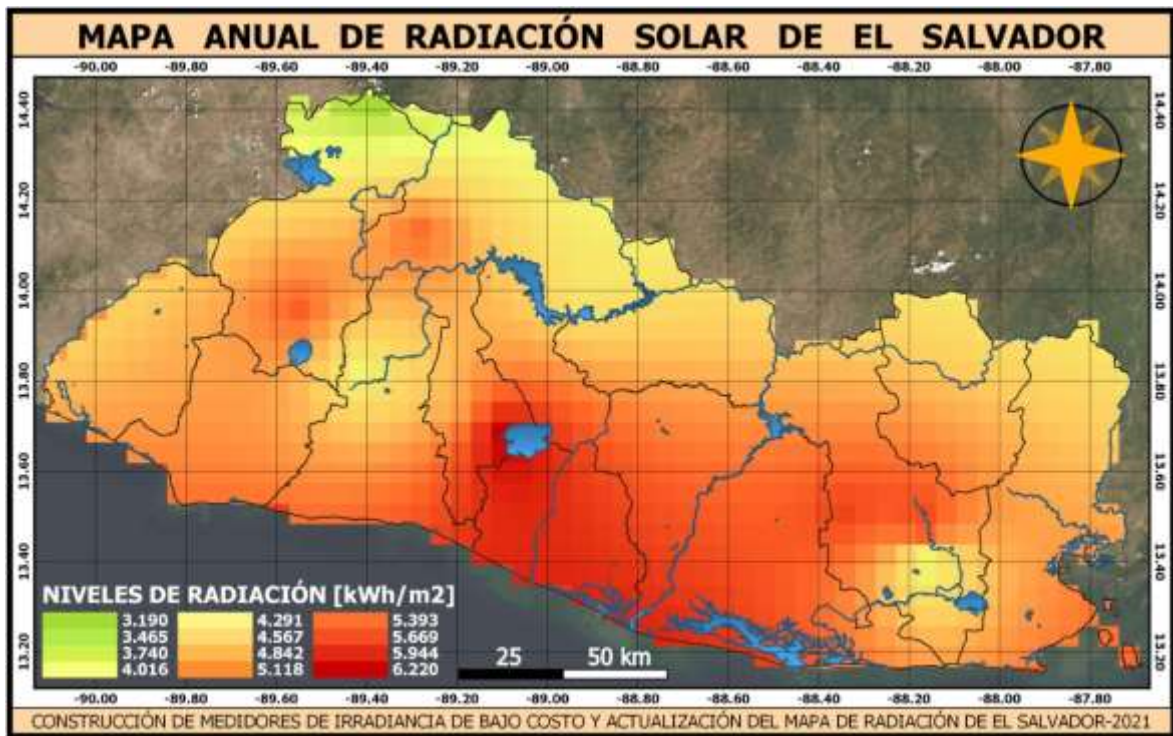 MAPA ANUAL DE RADIACIÓN SOLAR DE EL SALVADOR
-90.00 -89.80 -89.60 -89.40 -89.20 -89.00 -88.80 -88.60 -88.40 -88.20 -88.00 -87.80
14.40 14.40
14.20 14.20
14.00 14.00
13.80 13.80
13.60 13.60
13.40 13.40
13.20 13.20
??
NIVELES DE RADIACIÓN [kWh/m2]
3.190 4.291 5.393
3.465 4.567 5.669
3.740 4.842 5.944
4.016 5.118 6.220
25 50 km
-90.00 -89.80 -89.60 -89.40 -89.20 -89.00 -88.80 -88.60 -88.40 -88.20 -88.00 -87.80
CONSTRUCCIÓN DE MEDIDORES DE IRRADIANCIA DE BAJO COSTO Y ACTUALIZACIÓN DEL MAPA DE RADIACIÓN DE EL SALVADOR-2021